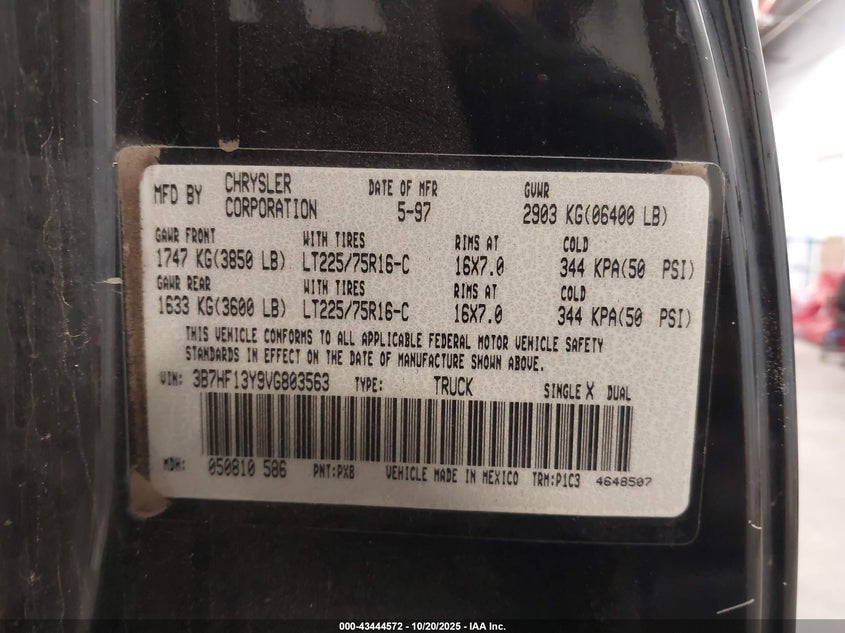 MFD BY CHRYSLER CORPORATION DATE OF MFR 5-97 GVWR 2903 KG(06400 LB)
GAWR FRONT WITH TIRES RIMS AT COLD
1747 KG(3850 LB) LT225/75R16-C 16X7.0 344 KPA(50 PSI)
GAWR REAR WITH TIRES RIMS AT COLD
1633 KG(3600 LB) LT225/75R16-C 16X7.0 344 KPA(50 PSI)
THIS VEHICLE CONFORMS TO ALL APPLICABLE FEDERAL MOTOR VEHICLE SAFETY
STANDARDS IN EFFECT ON THE DATE OF MANUFACTURE SHOWN ABOVE.
VIN: 3B7HF13Y9VG803563 TYPE: TRUCK SINGLE X DUAL
MDH: 050810 586 PNT:PX8 VEHICLE MADE IN MEXICO TRM:P1C3 4648507
000-43444572 - 10/20/2025 - IAA Inc.